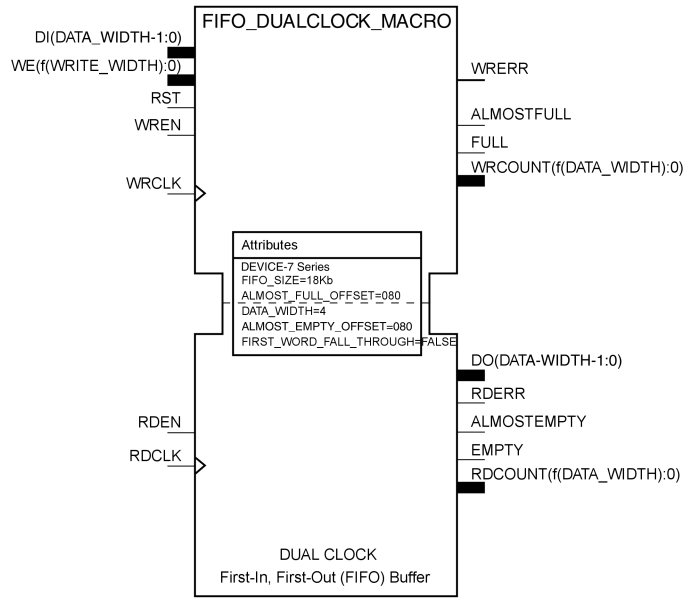 FIFO_DUALCLOCK_MACRO
DI(DATA_WIDTH-1:0)
WE(f(WRITE_WIDTH):0)
RST
WREN
WRCLK
WRERR
ALMOSTFULL
FULL
WRCOUNT(f(DATA_WIDTH):0)
Attributes
DEVICE-7 Series
FIFO_SIZE=18Kb
ALMOST_FULL_OFFSET=080
DATA_WIDTH=4
ALMOST_EMPTY_OFFSET=080
FIRST_WORD_FALL_THROUGH=FALSE
RDEN
RDCLK
DO(DATA-WIDTH-1:0)
RDERR
ALMOSTEMPTY
EMPTY
RDCOUNT(f(DATA_WIDTH):0)
DUAL CLOCK
First-In, First-Out (FIFO) Buffer